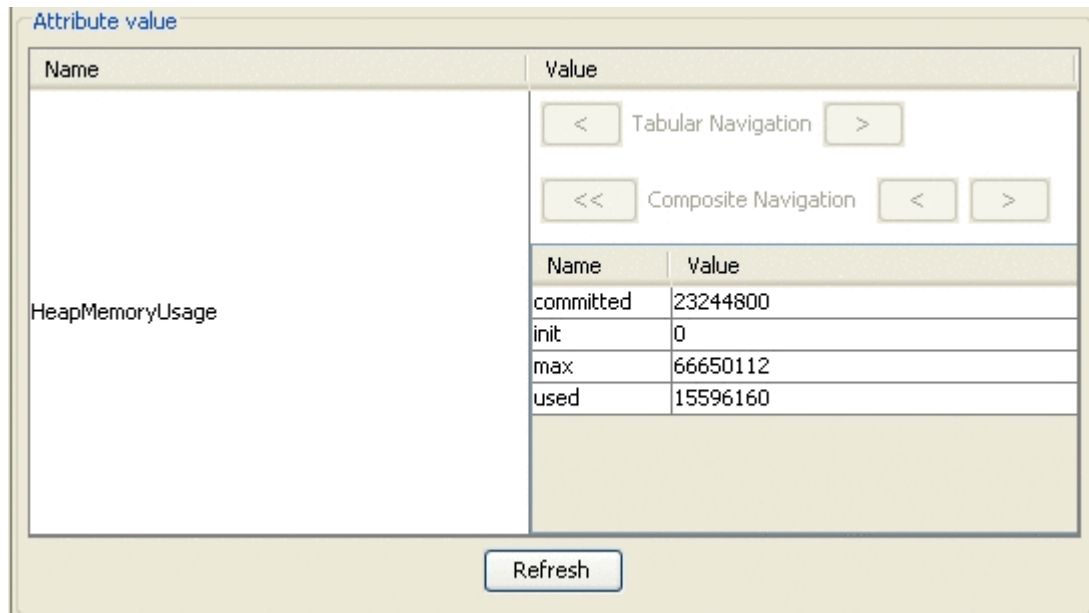 Attribute value
Name Value
< Tabular Navigation >
<< Composite Navigation < >
Name Value
HeapMemoryUsage
committed 23244800
init 0
max 66650112
used 15596160
Refresh